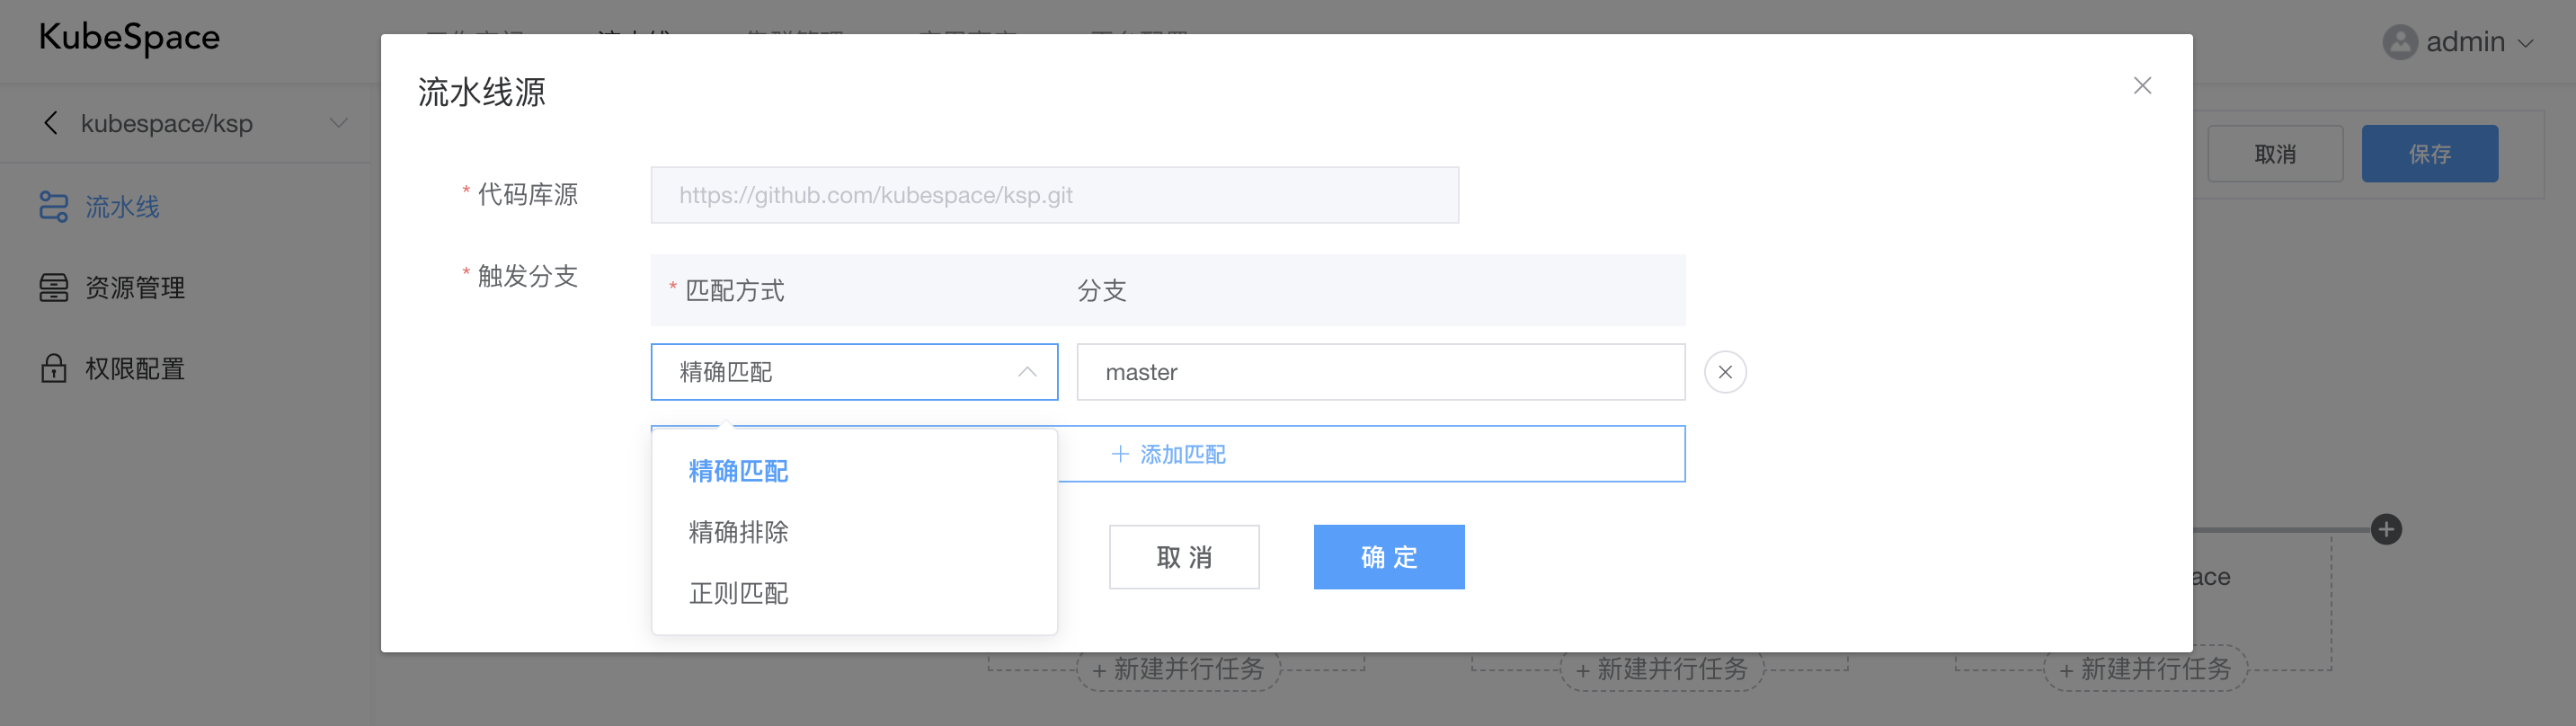 KubeSpace
admin
流水线源
kubespace/ksp
取消
保存
* 代码库源
https://github.com/kubespace/ksp.git
流水线
* 触发分支
* 匹配方式
分支
资源管理
权限配置
精确匹配
master
+ 添加匹配
精确匹配
精确排除
正则匹配
取 消
确 定
ace
+ 新建并行任务
+ 新建并行任务
+ 新建并行任务